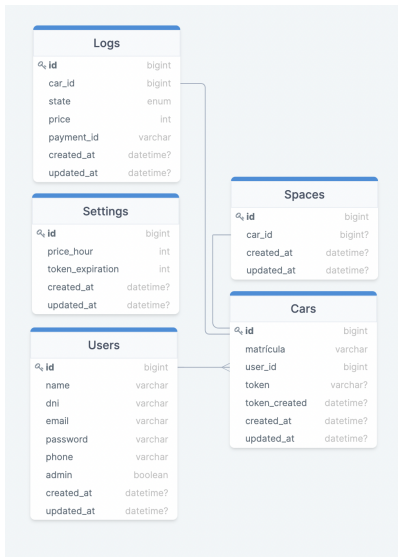 Logs
id bigint
car_id bigint
state enum
price int
payment_id varchar
created_at datetime?
updated_at datetime?
Settings
id bigint
price_hour int
token_expiration int
created_at datetime?
updated_at datetime?
Users
id bigint
name varchar
dni varchar
email varchar
password varchar
phone varchar
admin boolean
created_at datetime?
updated_at datetime?
Spaces
id bigint
car_id bigint?
created_at datetime?
updated_at datetime?
Cars
id bigint
matrícula varchar
user_id bigint
token varchar?
token_created datetime?
created_at datetime?
updated_at datetime?